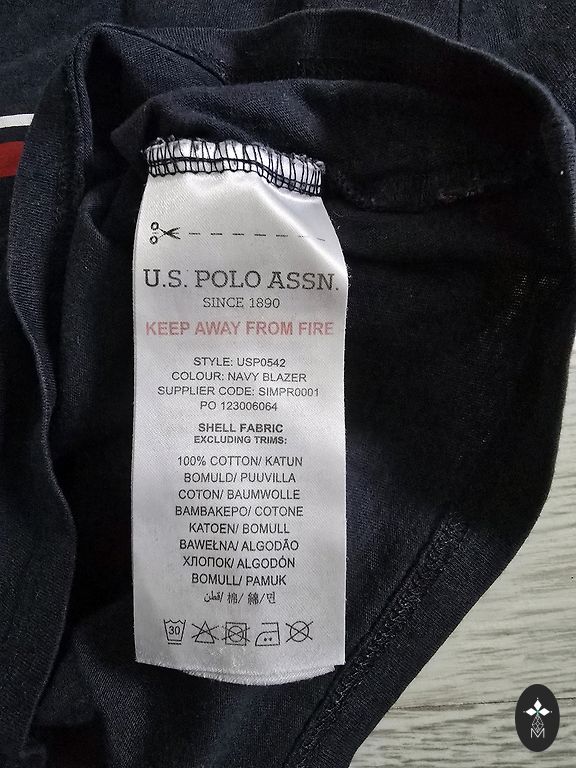 U.S. POLO ASSN.
SINCE 1890
KEEP AWAY FROM FIRE
STYLE: USP0542
COLOUR: NAVY BLAZER
SUPPLIER CODE: SIMPR0001
PO 123006064
SHELL FABRIC
EXCLUDING TRIMS:
100% COTTON/ KATUN
BOMULD/ PUUVILLA
COTON/ BAUMWOLLE
BAMBAKEPO/ COTONE
KATOEN/ BOMULL
BAWEŁNA/ ALGODÃO
ХЛОПОК/ ALGODÓN
BOMULL/ PAMUK
قطن/ 棉/ 綿/면
30
M